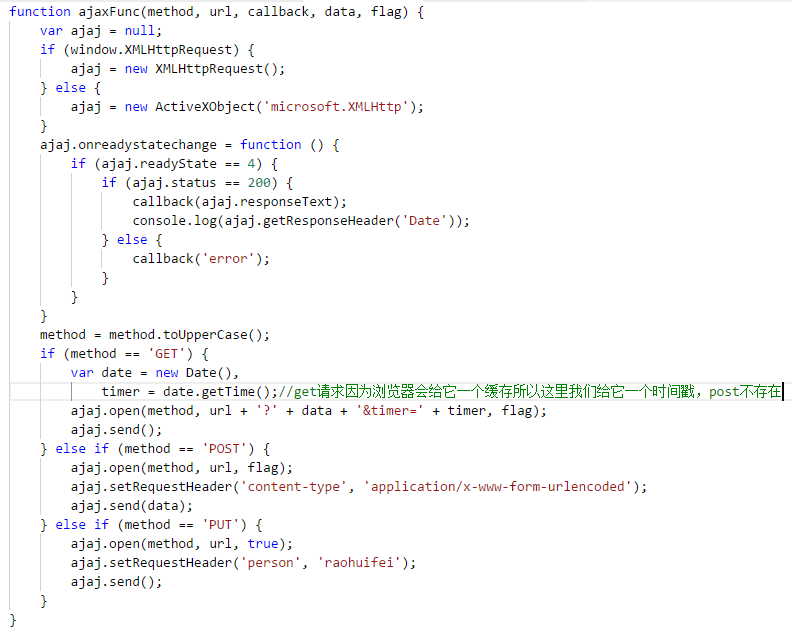 function ajaxFunc(method, url, callback, data, flag) {
    var ajaj = null;
    if (window.XMLHttpRequest) {
        ajaj = new XMLHttpRequest();
    } else {
        ajaj = new ActiveXObject('microsoft.XMLHttp');
    }
    ajaj.onreadystatechange = function () {
        if (ajaj.readyState == 4) {
            if (ajaj.status == 200) {
                callback(ajaj.responseText);
                console.log(ajaj.getResponseHeader('Date'));
            } else {
                callback('error');
            }
        }
    }
    method = method.toUpperCase();
    if (method == 'GET') {
        var date = new Date(),
            timer = date.getTime();//get请求因为浏览器会给它一个缓存所以这里我们给它一个时间戳，post不存在
        ajaj.open(method, url + '?' + data + '&timer=' + timer, flag);
        ajaj.send();
    } else if (method == 'POST') {
        ajaj.open(method, url, flag);
        ajaj.setRequestHeader('content-type', 'application/x-www-form-urlencoded');
        ajaj.send(data);
    } else if (method == 'PUT') {
        ajaj.open(method, url, true);
        ajaj.setRequestHeader('person', 'raohuifei');
        ajaj.send();
    }
}